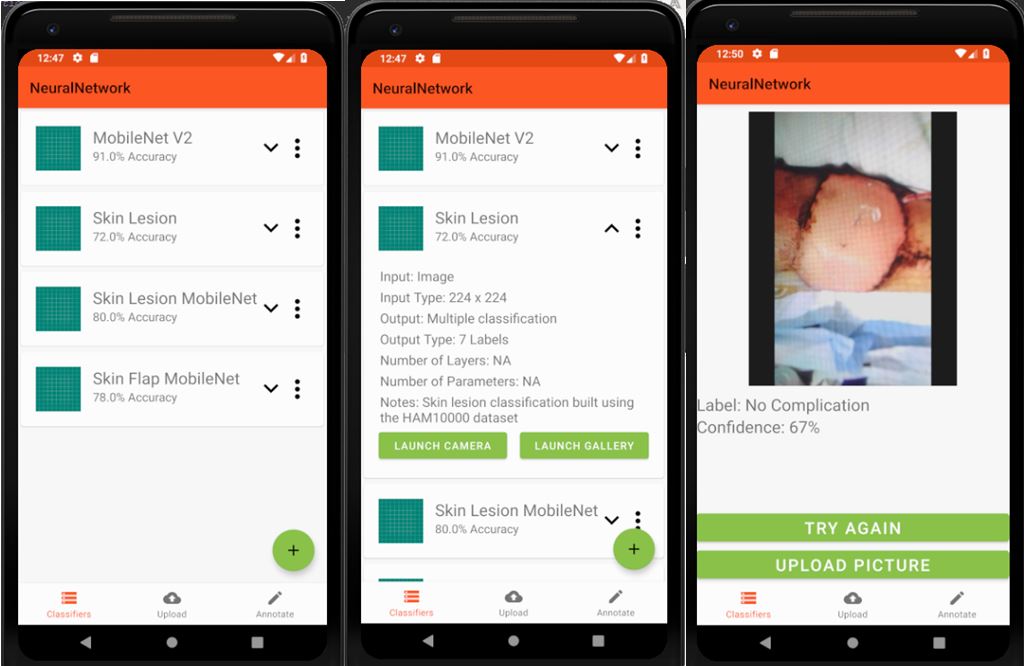 12:47
NeuralNetwork
MobileNet V2
91.0% Accuracy
Skin Lesion
72.0% Accuracy
Skin Lesion MobileNet
80.0% Accuracy
Skin Flap MobileNet
78.0% Accuracy
+
Classifiers
Upload
Annotate
12:47
NeuralNetwork
MobileNet V2
91.0% Accuracy
Skin Lesion
72.0% Accuracy
Input: Image
Input Type: 224 x 224
Output: Multiple classification
Output Type: 7 Labels
Number of Layers: NA
Number of Parameters: NA
Notes: Skin lesion classification built using
the HAM10000 dataset
LAUNCH CAMERA
LAUNCH GALLERY
Skin Lesion MobileNet
80.0% Accuracy
+
Classifiers
Upload
Annotate
12:50
NeuralNetwork
Label: No Complication
Confidence: 67%
TRY AGAIN
UPLOAD PICTURE
Classifiers
Upload
Annotate